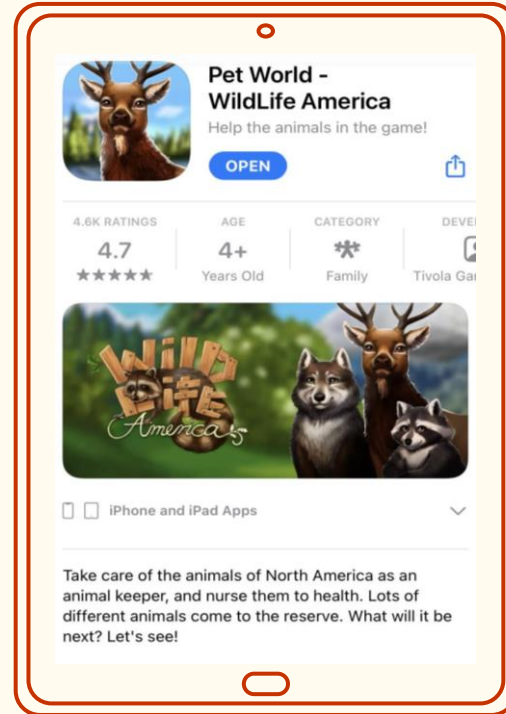 Pet World -
WildLife America
Help the animals in the game!
OPEN
4.6K RATINGS
AGE
CATEGORY
4.7
4+
Years Old
Family
Tivola
Wild
Life
America
iPhone and iPad Apps
Take care of the animals of North America as an
animal keeper, and nurse them to health. Lots of
different animals come to the reserve. What will it be
next? Let's see!